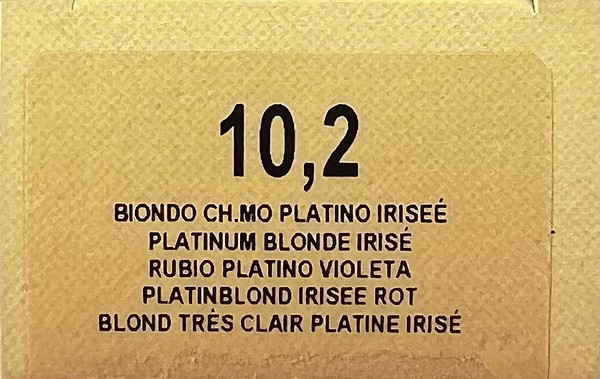 10,2
BIONDO CH.MO PLATINO IRISEÉ
PLATINUM BLONDE IRISÉ
RUBIO PLATINO VIOLETA
PLATINBLOND IRISEE ROT
BLOND TRÈS CLAIR PLATINE IRISÉ